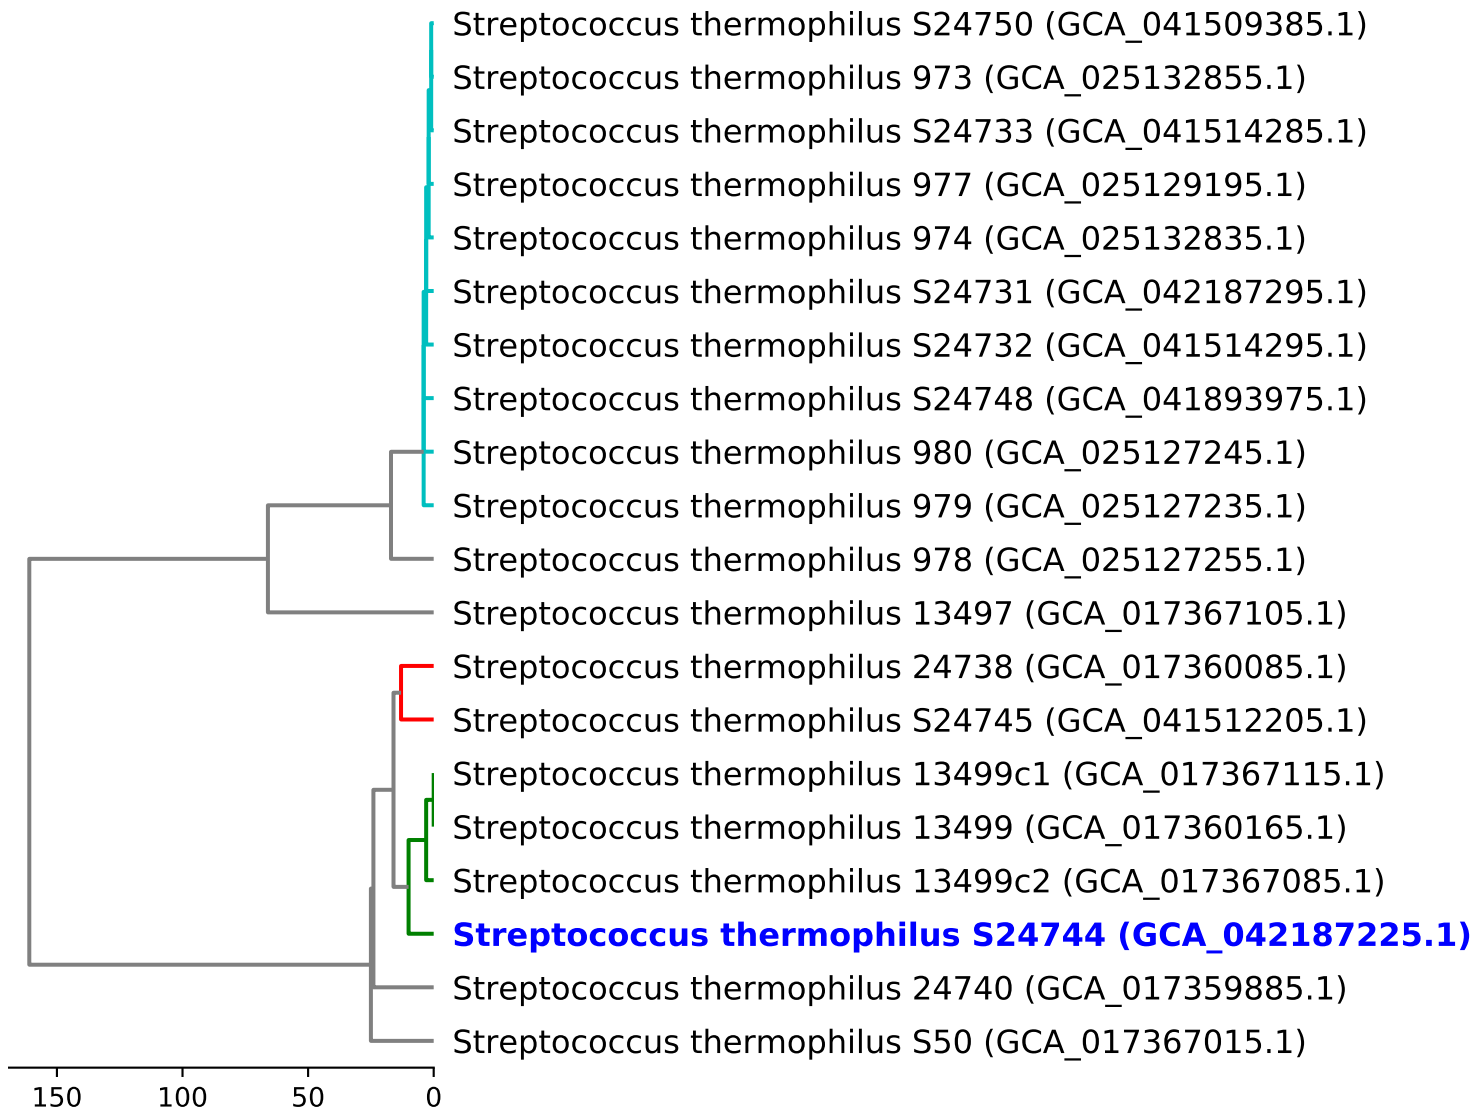 Streptococcus thermophilus S24750 (GCA_041509385.1)
Streptococcus thermophilus 973 (GCA_025132855.1)
Streptococcus thermophilus S24733 (GCA_041514285.1)
Streptococcus thermophilus 977 (GCA_025129195.1)
Streptococcus thermophilus 974 (GCA_025132835.1)
Streptococcus thermophilus S24731 (GCA_042187295.1)
Streptococcus thermophilus S24732 (GCA_041514295.1)
Streptococcus thermophilus S24748 (GCA_041893975.1)
Streptococcus thermophilus 980 (GCA_025127245.1)
Streptococcus thermophilus 979 (GCA_025127235.1)
Streptococcus thermophilus 978 (GCA_025127255.1)
Streptococcus thermophilus 13497 (GCA_017367105.1)
Streptococcus thermophilus 24738 (GCA_017360085.1)
Streptococcus thermophilus S24745 (GCA_041512205.1)
Streptococcus thermophilus 13499c1 (GCA_017367115.1)
Streptococcus thermophilus 13499 (GCA_017360165.1)
Streptococcus thermophilus 13499c2 (GCA_017367085.1)
Streptococcus thermophilus S24744 (GCA_042187225.1)
Streptococcus thermophilus 24740 (GCA_017359885.1)
Streptococcus thermophilus S50 (GCA_017367015.1)
150 100 50 0